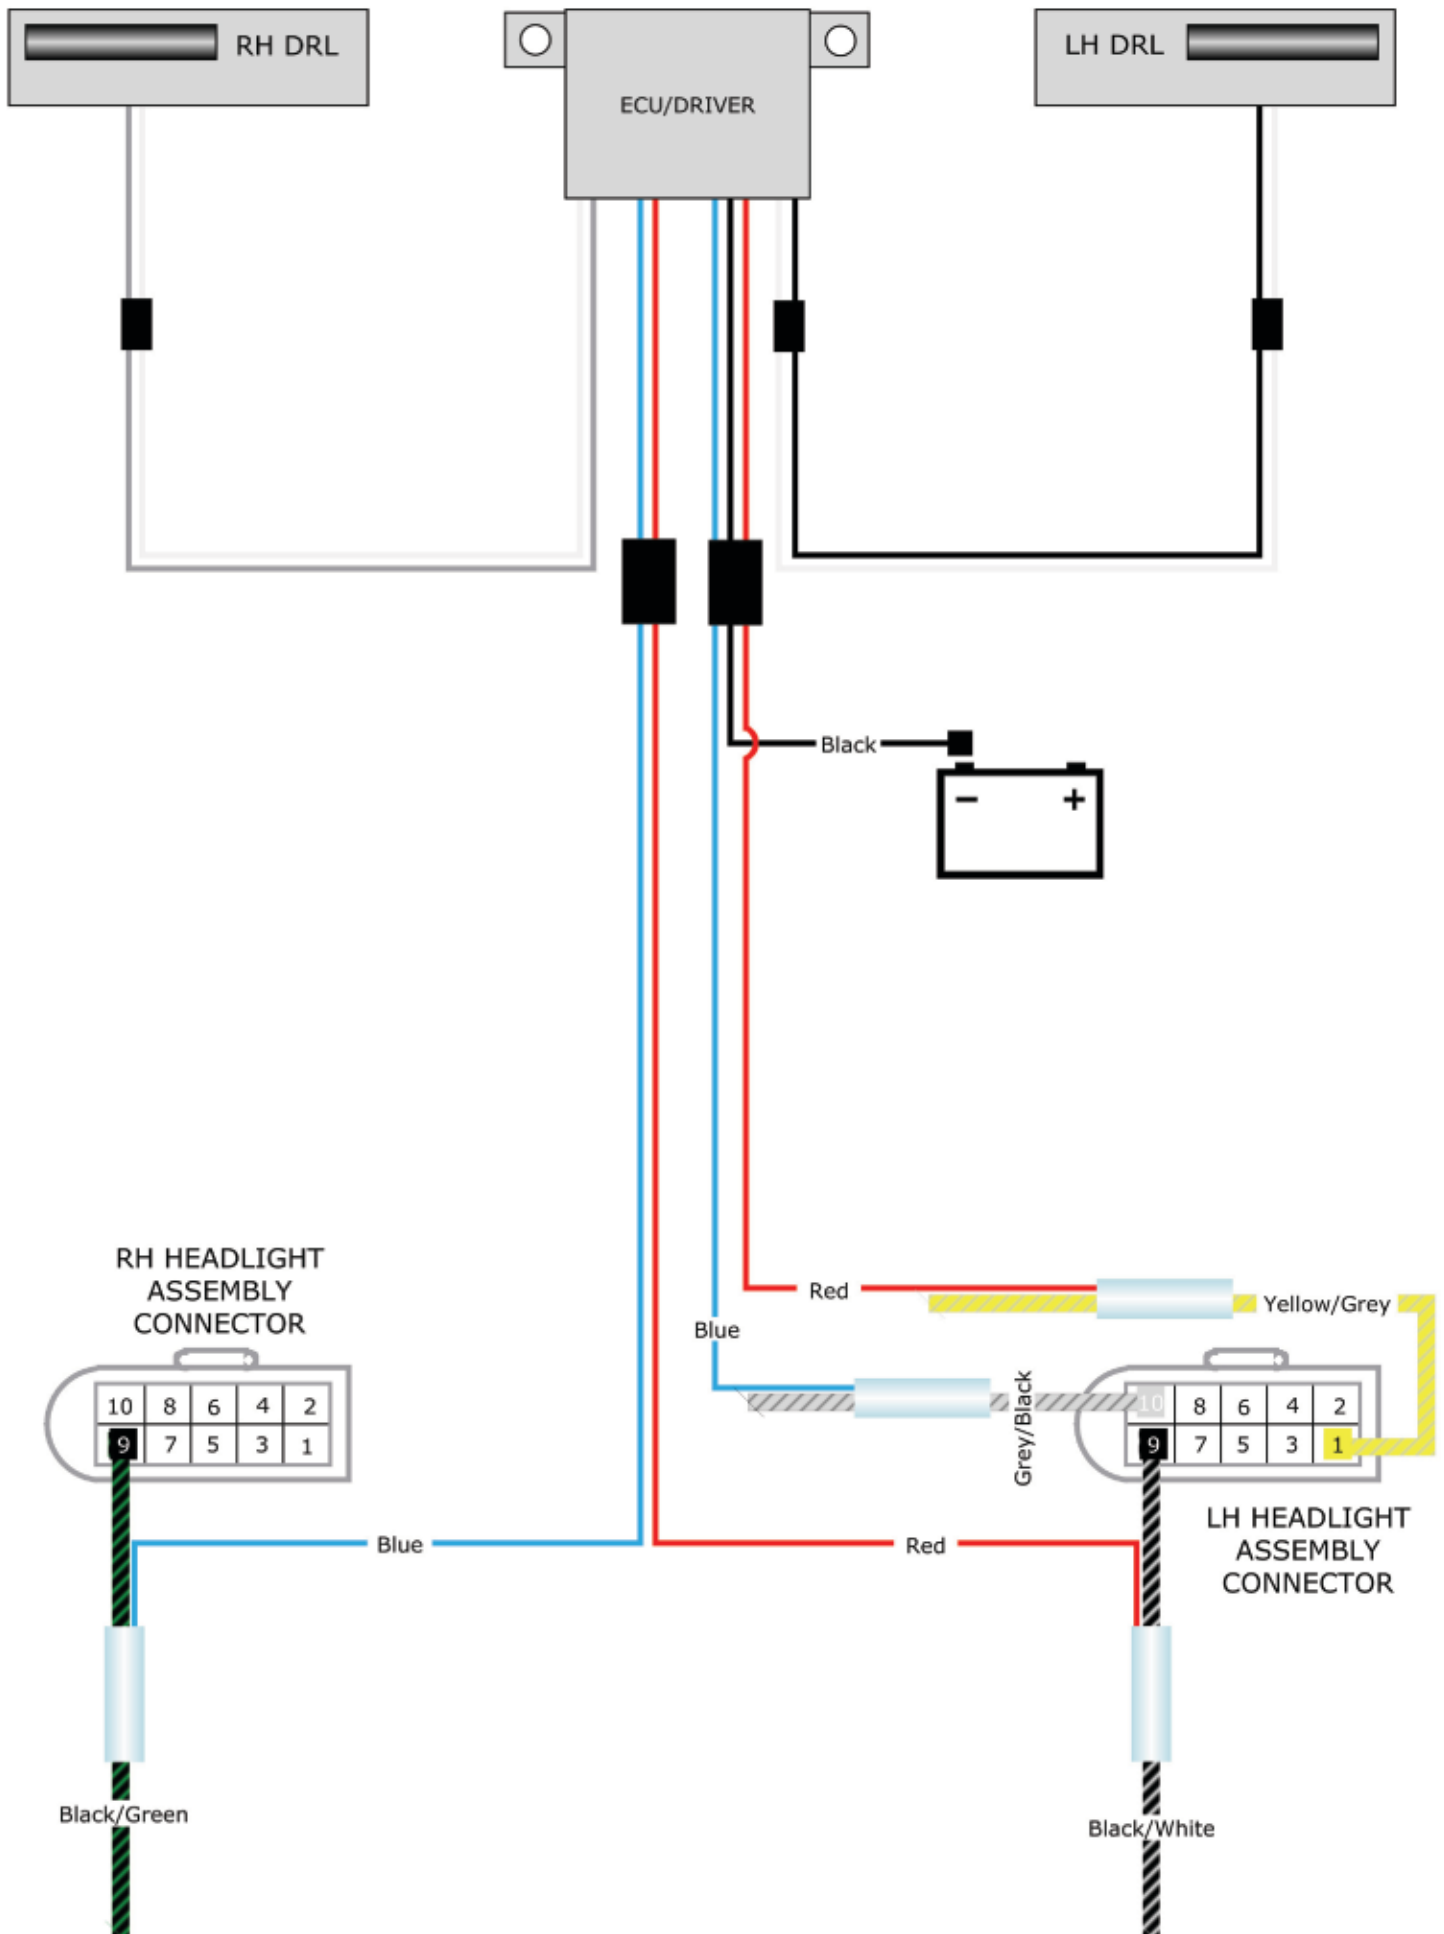 RH DRL
ECU/DRIVER
LH DRL
Black
− +
RH HEADLIGHT
ASSEMBLY
CONNECTOR
Red
Yellow/Grey
Blue
Grey/Black
10 8 6 4 2
9 7 5 3 1
10 8 6 4 2
9 7 5 3 1
LH HEADLIGHT
ASSEMBLY
CONNECTOR
Blue
Red
Black/Green
Black/White